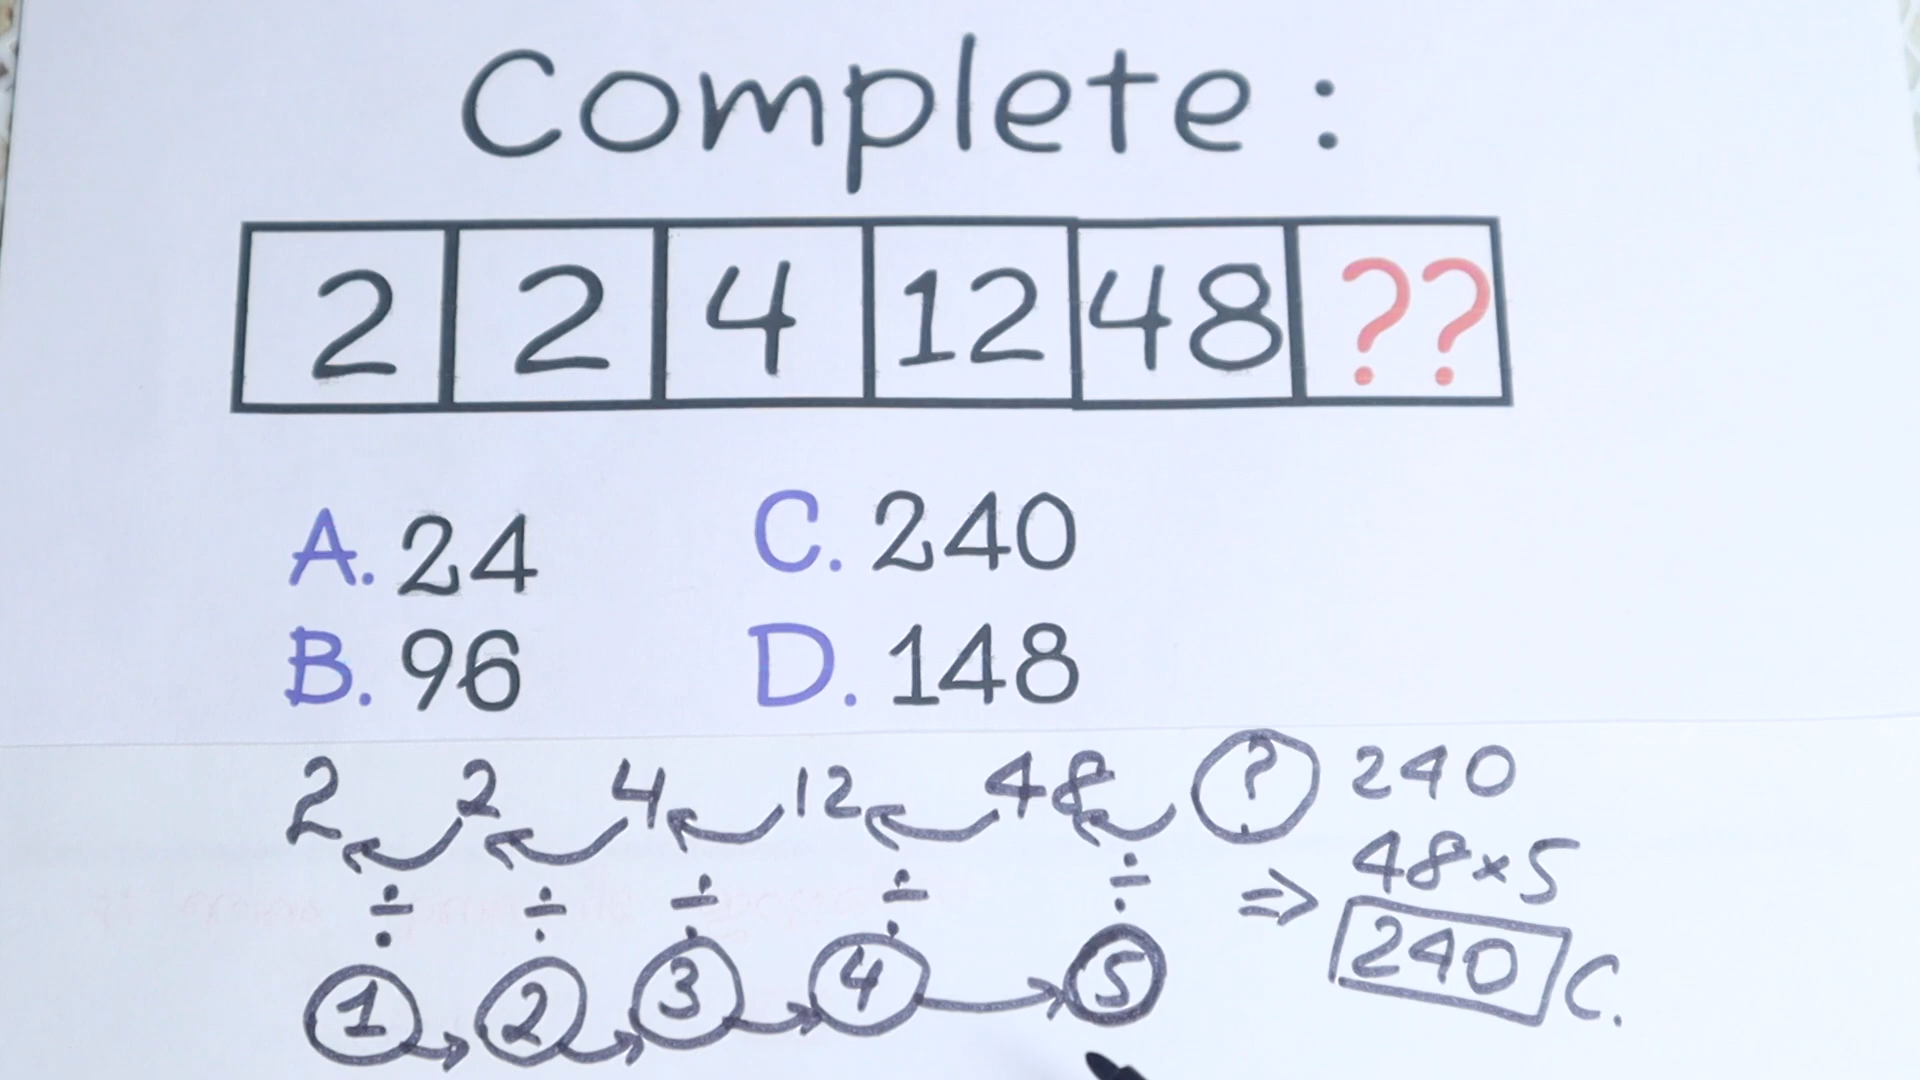 Complete :
2 2 4 12 48 ??
A. 24 C. 240
B. 96 D. 148
2 2 4 12 48 ? 240
÷ ÷ ÷ ÷ ÷ ⇒ 48×5
1 2 3 4 5 240 C.